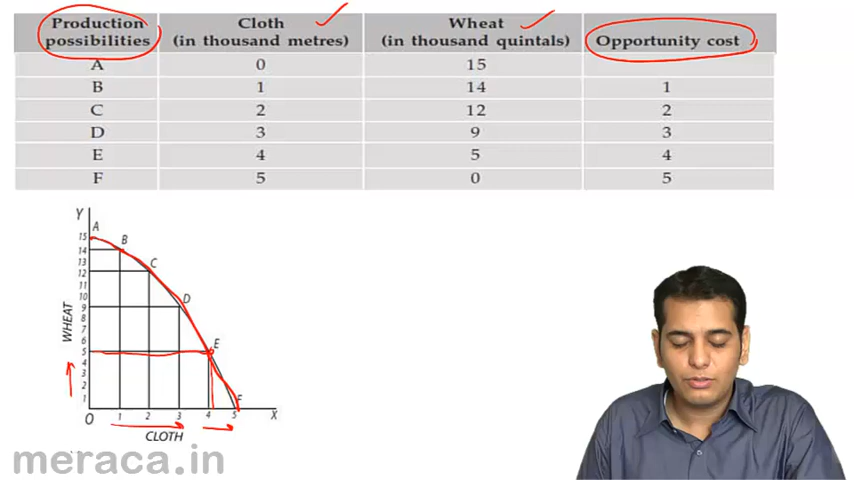 Production possibilities Cloth (in thousand metres) Wheat (in thousand quintals) Opportunity cost
A 0 15
B 1 14 1
C 2 12 2
D 3 9 3
E 4 5 4
F 5 0 5
Y
A
15
B
14
13
C
12
11
10
D
9
8
7
6
E
5
4
3
2
1
F
O 1 2 3 4 5 X
WHEAT
CLOTH
meraca.in